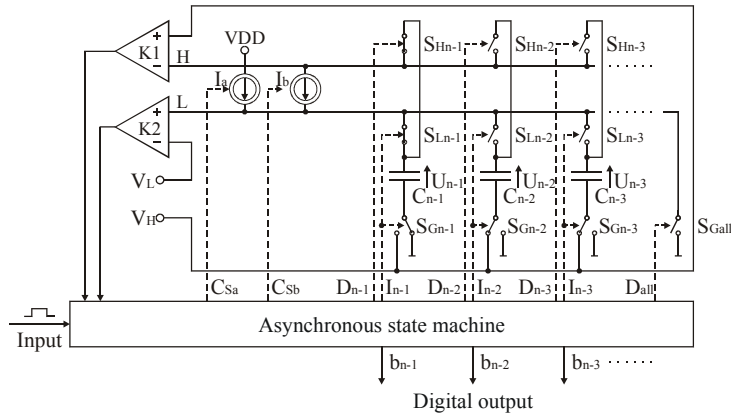 +
K1
−
VDD
H
Ia
Ib
SHn-1
SHn-2
SHn-3
L
+
K2
−
SLn-1
SLn-2
SLn-3
VL
Un-1
Un-2
Un-3
Cn-1
Cn-2
Cn-3
VH
SGn-1
SGn-2
SGn-3
SGall
CSa
CSb
Dn-1
In-1
Dn-2
In-2
Dn-3
In-3
Dall
Input
Asynchronous state machine
bn-1
bn-2
bn-3
Digital output